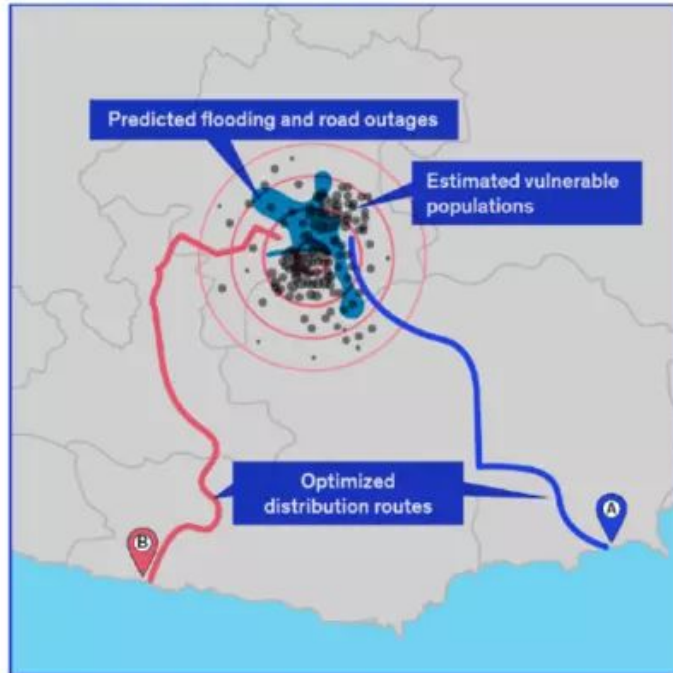 Predicted flooding and road outages
Estimated vulnerable
populations
Optimized
distribution routes
A
B